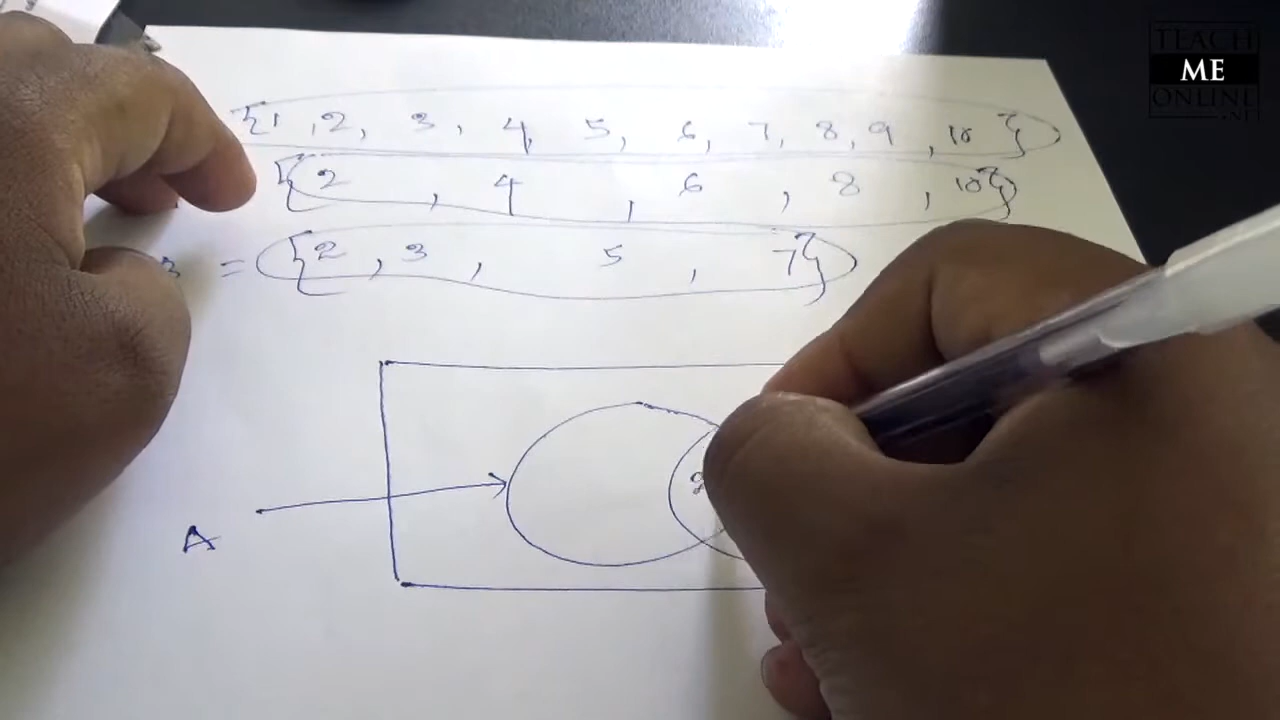 TEACH
ME
ONLINE.NET
{1, 2, 3, 4, 5, 6, 7, 8, 9, 10}
{2, 4, 6, 8, 10}
= {2, 3, 5, 7}
A